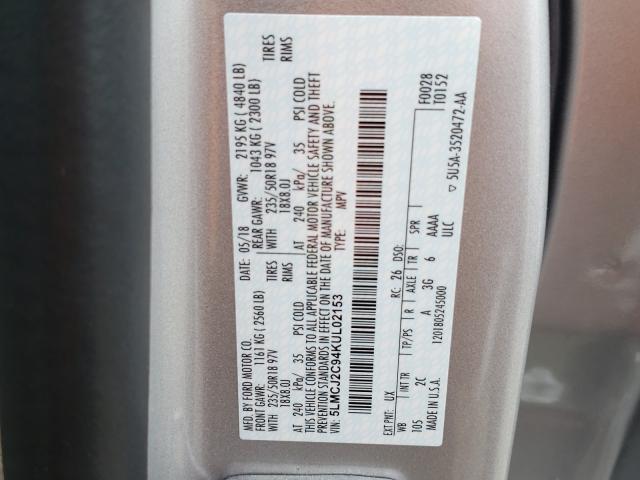 MFD. BY FORD MOTOR CO.
DATE: 05/18 GVWR: 2195 KG ( 4840 LB)
FRONT GAWR: 1161 KG ( 2560 LB) REAR GAWR: 1043 KG ( 2300 LB)
WITH 235/50R18 97V TIRES WITH 235/50R18 97V TIRES
18X8.0J RIMS 18X8.0J RIMS
AT 240 kPa/ 35 PSI COLD AT 240 kPa/ 35 PSI COLD
THIS VEHICLE CONFORMS TO ALL APPLICABLE FEDERAL MOTOR VEHICLE SAFETY AND THEFT
PREVENTION STANDARDS IN EFFECT ON THE DATE OF MANUFACTURE SHOWN ABOVE.
VIN: 5LMCJ2C94KUL02153 TYPE: MPV
F0028
T0152
EXT PNT: UX RC: 26 DSO:
WB INT TR TP/PS R AXLE TR SPR
105 2C A 3G 6 AAAA
MADE IN U.S.A. 1201805245000 ULC
▽ 5U5A-3520472-AA